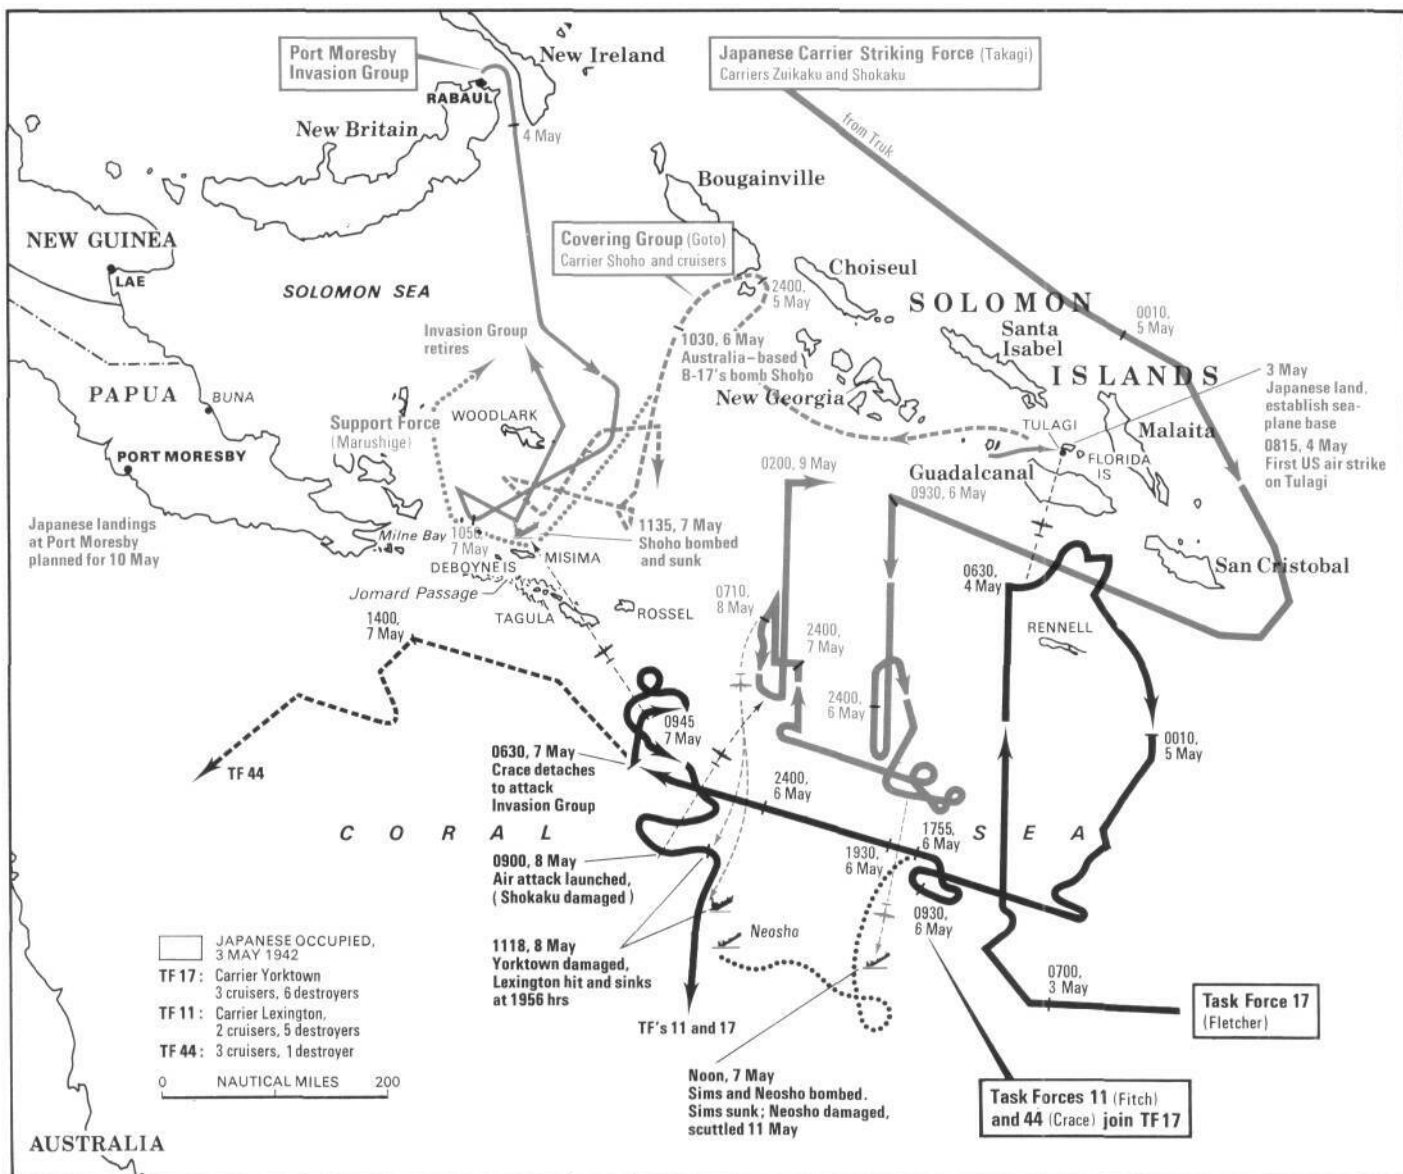 Port Moresby
Invasion Group
New Ireland
RABAUL
New Britain
4 May
Japanese Carrier Striking Force (Takagi)
Carriers Zuikaku and Shokaku
from Truk
Bougainville
NEW GUINEA
LAE
SOLOMON SEA
Covering Group (Goto)
Carrier Shoho and cruisers
Choiseul
2400,
5 May
SOLOMON
ISLANDS
Santa
Isabel
0010,
5 May
Invasion Group
retires
1030, 6 May
Australia-based
B-17's bomb Shoho
New Georgia
3 May
Japanese land,
establish sea-
plane base
0815, 4 May
First US air strike
on Tulagi
PAPUA
BUNA
Support Force
(Marushige)
WOODLARK
TULAGI
Malaita
FLORIDA
IS
Guadalcanal
PORT MORESBY
0200, 9 May
0930, 6 May
Japanese landings
at Port Moresby
planned for 10 May
Milne Bay
1050,
7 May
1135, 7 May
Shoho bombed
and sunk
MISIMA
DEBOYNE IS
Jomard Passage
TAGULA
ROSSEL
San Cristobal
0630,
4 May
RENNELL
0710,
8 May
1400,
7 May
2400,
7 May
2400,
6 May
0945
7 May
0010,
5 May
TF 44
0630, 7 May
Crace detaches
to attack
Invasion Group
2400,
6 May
CORAL
SEA
1755,
6 May
1930,
6 May
0900, 8 May
Air attack launched,
( Shokaku damaged )
0930,
6 May
Neosho
1118, 8 May
Yorktown damaged,
Lexington hit and sinks
at 1956 hrs
0700,
3 May
JAPANESE OCCUPIED,
3 MAY 1942
TF 17: Carrier Yorktown
3 cruisers, 6 destroyers
TF 11: Carrier Lexington,
2 cruisers, 5 destroyers
TF 44: 3 cruisers, 1 destroyer
0 NAUTICAL MILES 200
TF's 11 and 17
Task Force 17
(Fletcher)
Noon, 7 May
Sims and Neosho bombed.
Sims sunk; Neosho damaged,
scuttled 11 May
Task Forces 11 (Fitch)
and 44 (Crace) join TF 17
AUSTRALIA